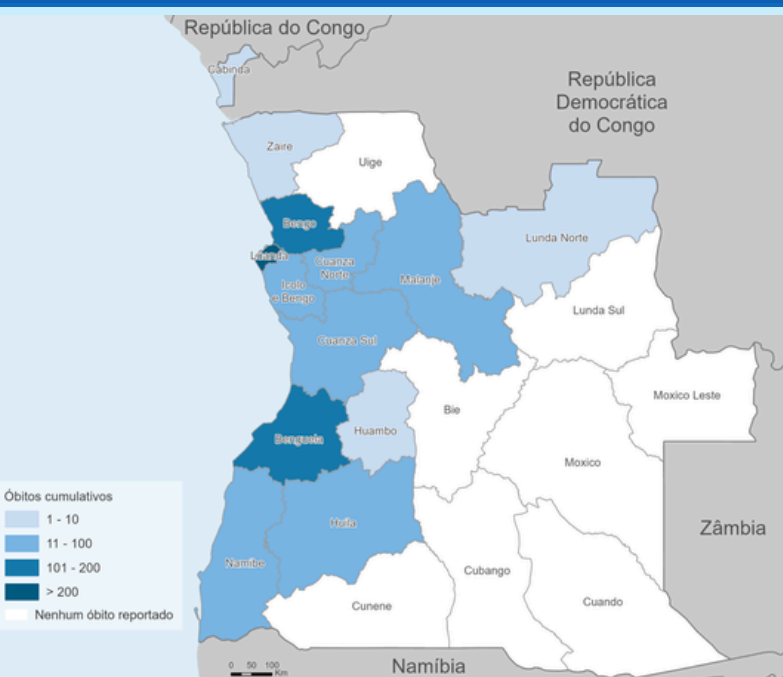 República do Congo
Cabinda
República
Democrática
do Congo
Zaire
Uige
Bengo
Luanda
Cuanza
Norte
Icolo
e Bengo
Malanje
Lunda Norte
Lunda Sul
Cuanza Sul
Moxico Leste
Bie
Huambo
Benguela
Moxico
Óbitos cumulativos
1 - 10
11 - 100
101 - 200
> 200
Nenhum óbito reportado
Huila
Zâmbia
Namibe
Cubango
Cunene
Cuando
0 50 100
Km
Namíbia